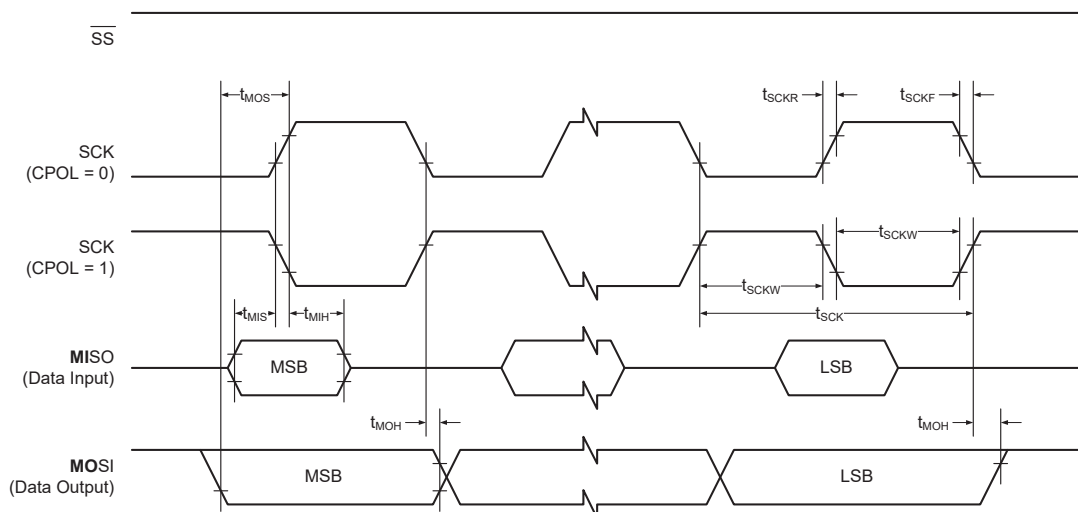 SS
tMOS
tSCKR
tSCKF
SCK
(CPOL = 0)
SCK
(CPOL = 1)
tSCKW
tSCKW
tSCK
tMIS
tMIH
MISO
(Data Input)
MSB
LSB
tMOH
tMOH
MOSI
(Data Output)
MSB
LSB